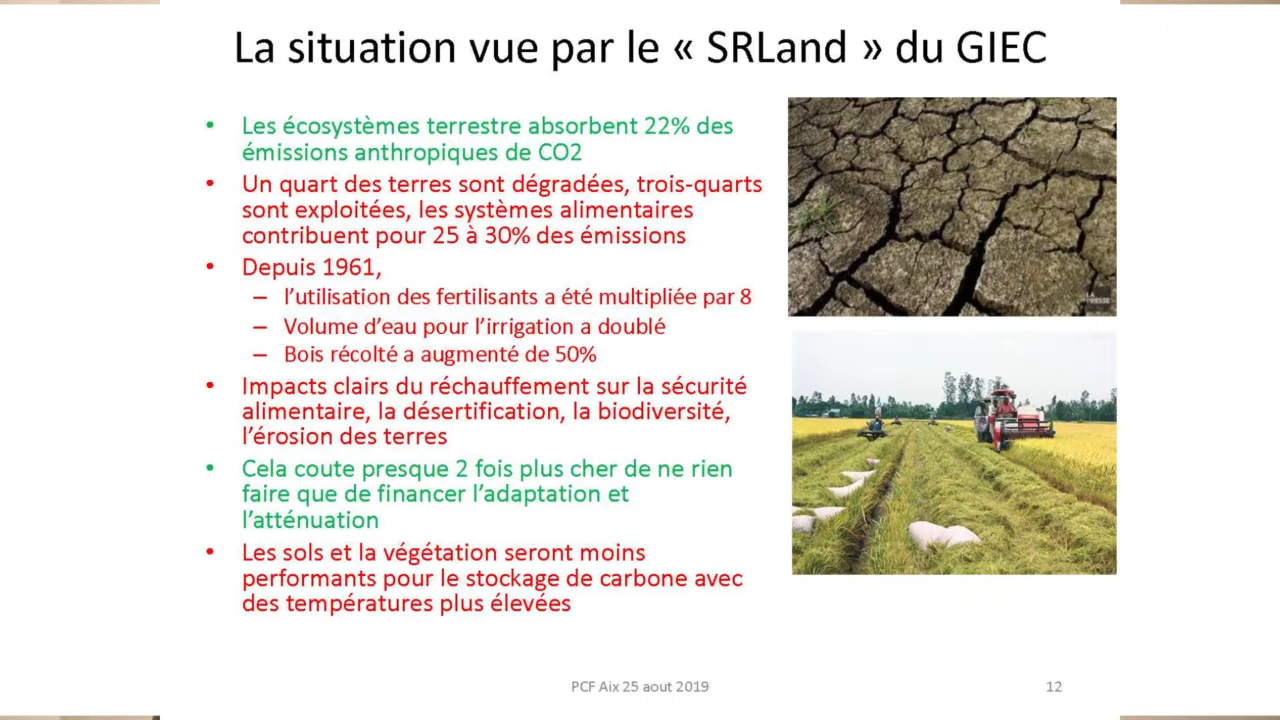 La situation vue par le « SRLand » du GIEC
• Les écosystèmes terrestre absorbent 22% des
émissions anthropiques de CO2
• Un quart des terres sont dégradées, trois-quarts
sont exploitées, les systèmes alimentaires
contribuent pour 25 à 30% des émissions
• Depuis 1961,
– l’utilisation des fertilisants a été multipliée par 8
– Volume d’eau pour l’irrigation a doublé
– Bois récolté a augmenté de 50%
• Impacts clairs du réchauffement sur la sécurité
alimentaire, la désertification, la biodiversité,
l’érosion des terres
• Cela coute presque 2 fois plus cher de ne rien
faire que de financer l’adaptation et
l’atténuation
• Les sols et la végétation seront moins
performants pour le stockage de carbone avec
des températures plus élevées
LA
PRESSE
PCF Aix 25 aout 2019
12